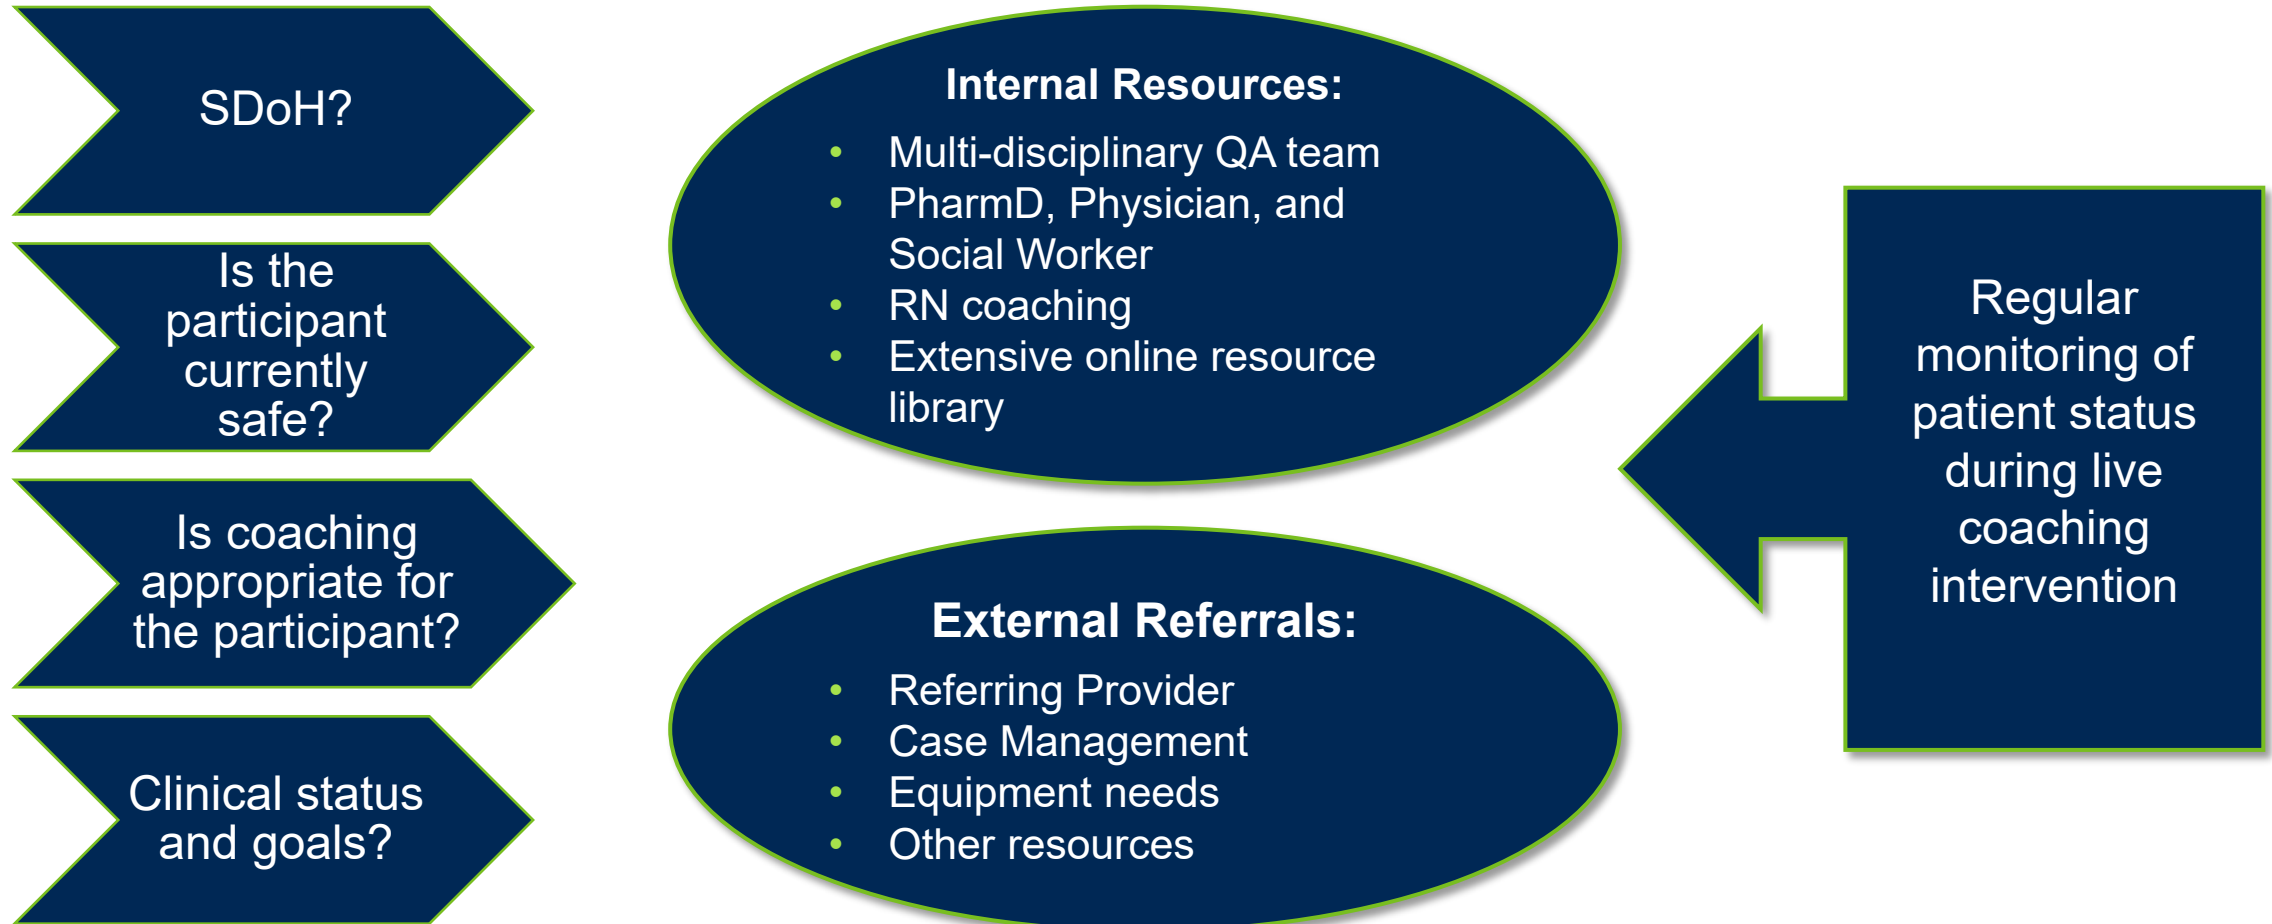 SDoH?
Is the
participant
currently
safe?
Is coaching
appropriate for
the participant?
Clinical status
and goals?
Internal Resources:
• Multi-disciplinary QA team
• PharmD, Physician, and
Social Worker
• RN coaching
• Extensive online resource
library
External Referrals:
• Referring Provider
• Case Management
• Equipment needs
• Other resources
Regular
monitoring of
patient status
during live
coaching
intervention